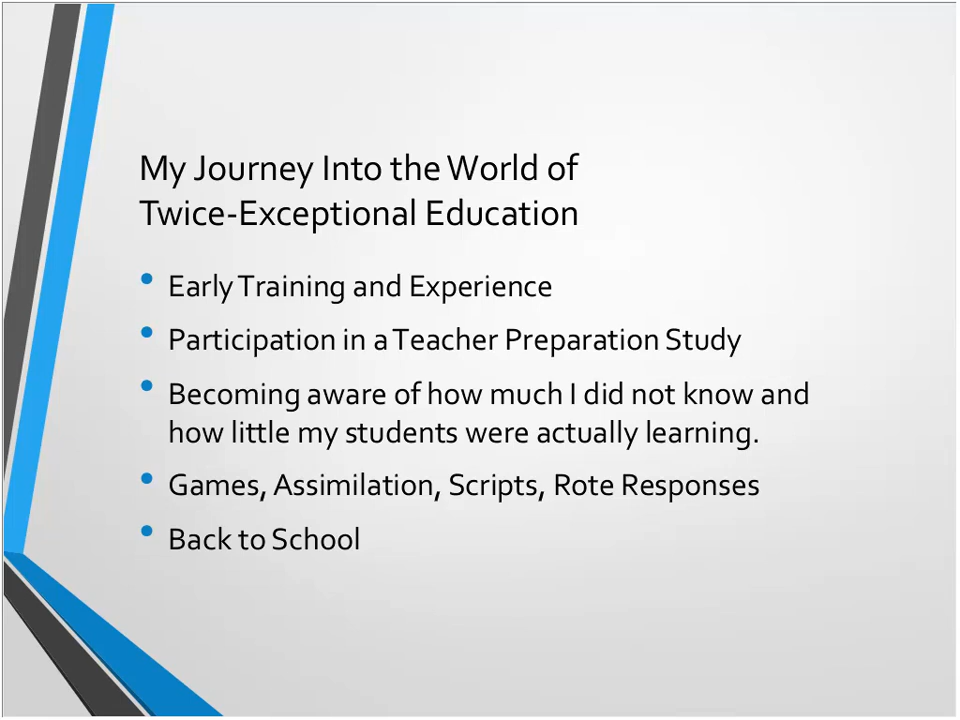 My Journey Into the World of
Twice-Exceptional Education
• Early Training and Experience
• Participation in a Teacher Preparation Study
• Becoming aware of how much I did not know and
how little my students were actually learning.
• Games, Assimilation, Scripts, Rote Responses
• Back to School